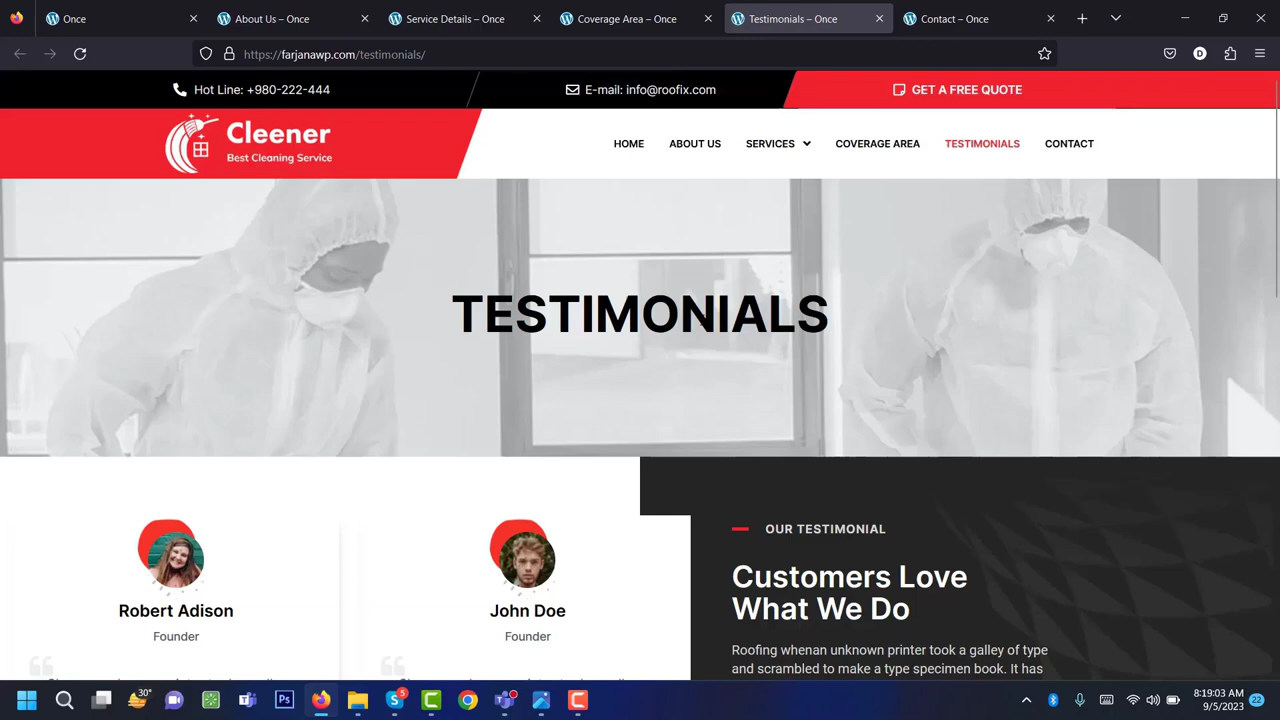 Once
About Us – Once
Service Details – Once
Coverage Area – Once
Testimonials – Once
Contact – Once
https://farjanawp.com/testimonials/
D
Hot Line: +980-222-444
E-mail: info@roofix.com
GET A FREE QUOTE
Cleener
Best Cleaning Service
HOME
ABOUT US
SERVICES
COVERAGE AREA
TESTIMONIALS
CONTACT
TESTIMONIALS
Robert Adison
Founder
John Doe
Founder
OUR TESTIMONIAL
Customers Love
What We Do
Roofing whenan unknown printer took a galley of type
and scrambled to make a type specimen book. It has
30°
Ps
5
8:19:03 AM
9/5/2023
22